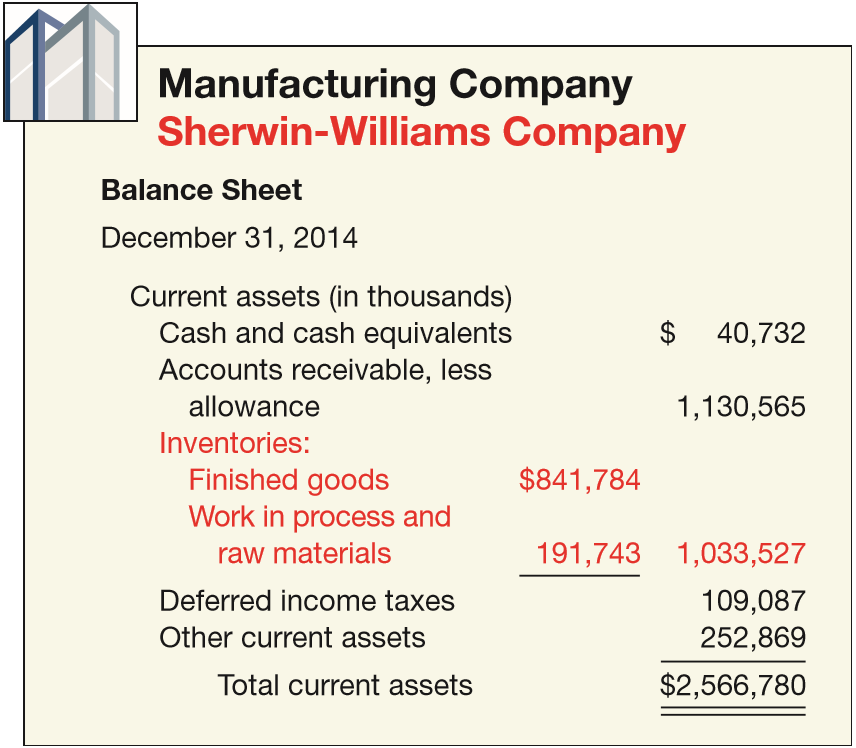 Manufacturing Company
Sherwin-Williams Company
Balance Sheet
December 31, 2014
Current assets (in thousands)
Cash and cash equivalents $ 40,732
Accounts receivable, less
allowance 1,130,565
Inventories:
Finished goods $841,784
Work in process and
raw materials 191,743 1,033,527
Deferred income taxes 109,087
Other current assets 252,869
Total current assets $2,566,780